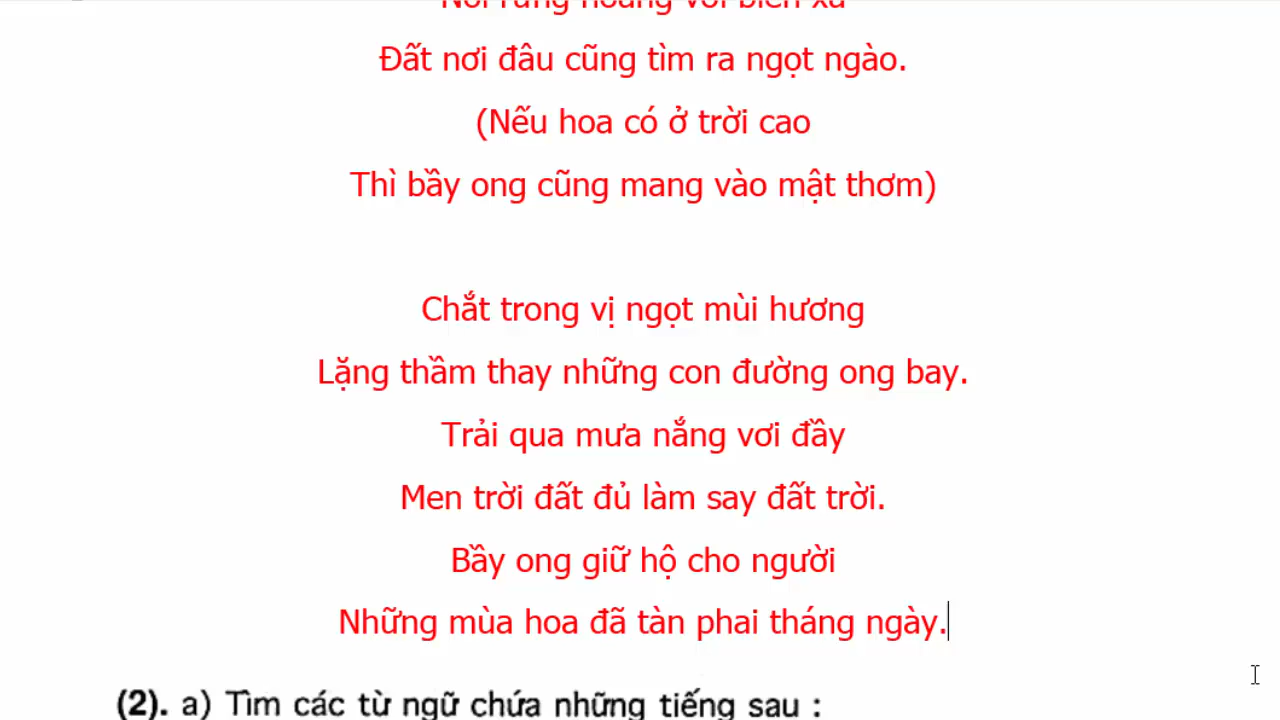 Đất nơi đâu cũng tìm ra ngọt ngào.
(Nếu hoa có ở trời cao
Thì bầy ong cũng mang vào mật thơm)
Chắt trong vị ngọt mùi hương
Lặng thầm thay những con đường ong bay.
Trải qua mưa nắng vơi đầy
Men trời đất đủ làm say đất trời.
Bầy ong giữ hộ cho người
Những mùa hoa đã tàn phai tháng ngày.
(2). a) Tìm các từ ngữ chứa những tiếng sau :